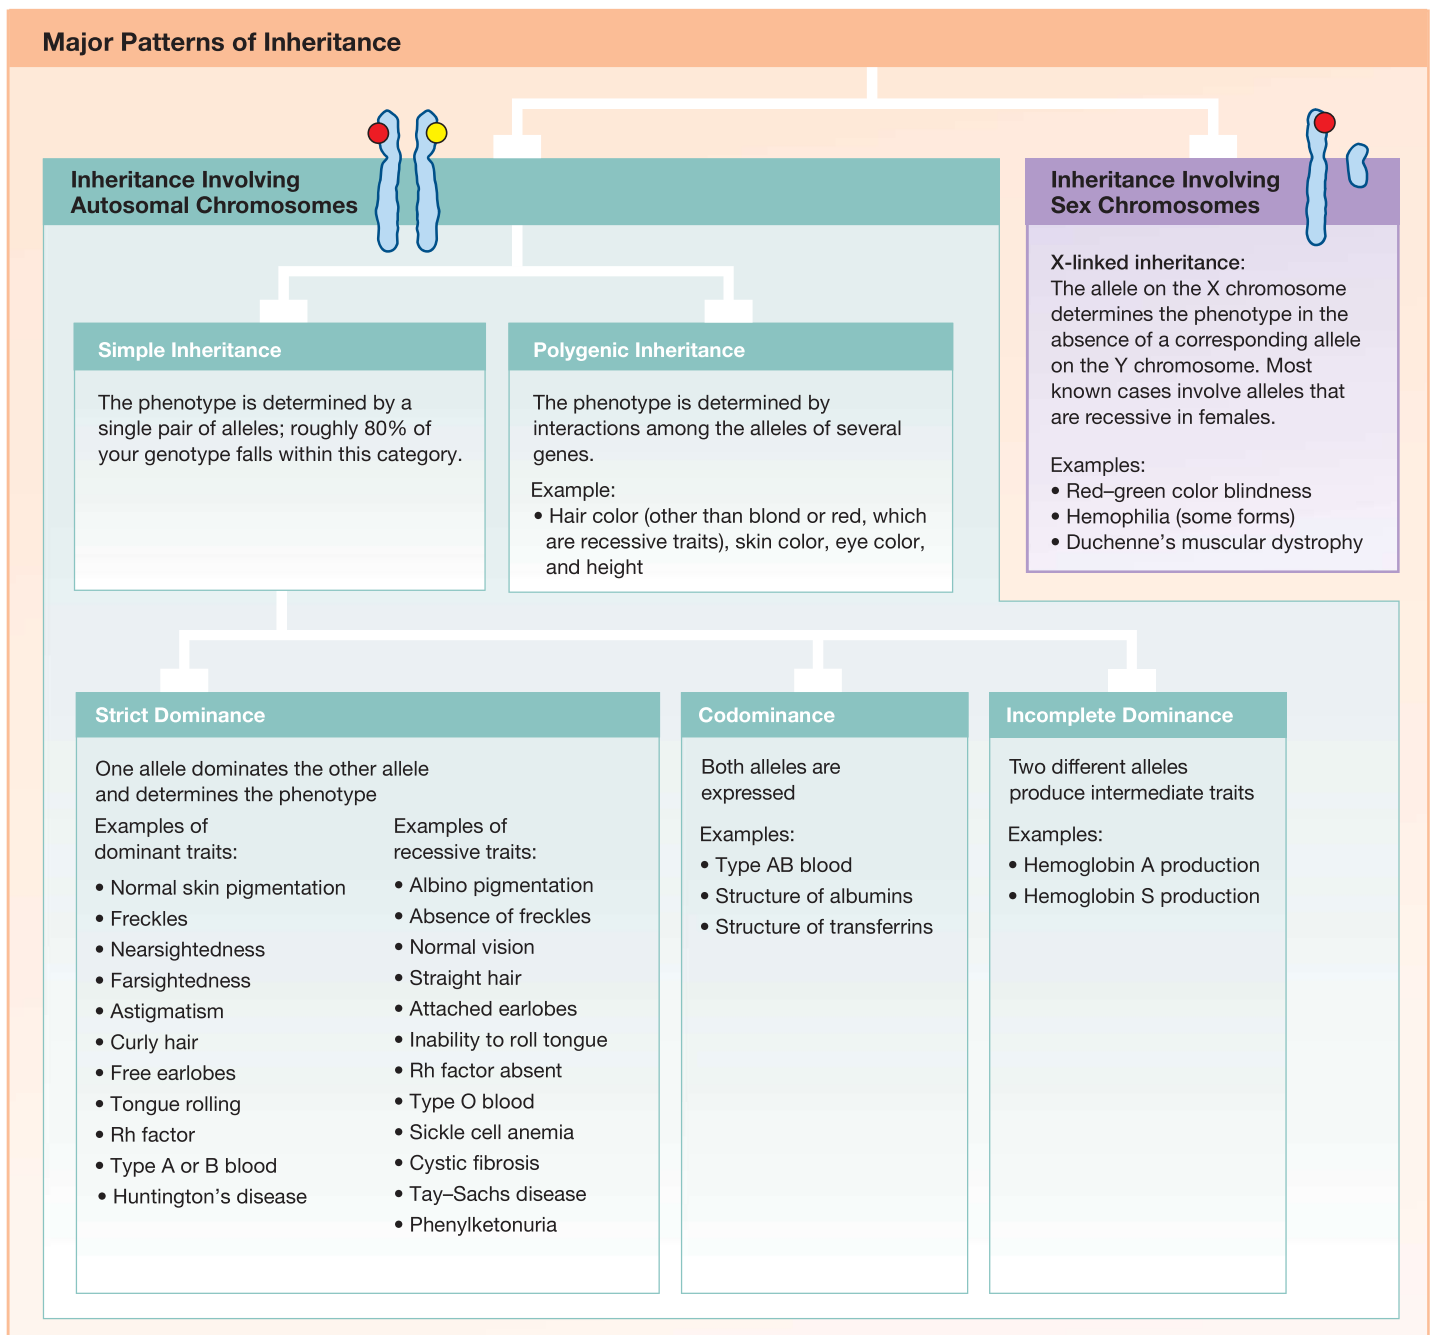 Major Patterns of Inheritance
Inheritance Involving
Autosomal Chromosomes
Inheritance Involving
Sex Chromosomes
X-linked inheritance:
The allele on the X chromosome
determines the phenotype in the
absence of a corresponding allele
on the Y chromosome. Most
known cases involve alleles that
are recessive in females.
Examples:
• Red–green color blindness
• Hemophilia (some forms)
• Duchenne’s muscular dystrophy
Simple Inheritance
The phenotype is determined by a
single pair of alleles; roughly 80% of
your genotype falls within this category.
Polygenic Inheritance
The phenotype is determined by
interactions among the alleles of several
genes.
Example:
• Hair color (other than blond or red, which
are recessive traits), skin color, eye color,
and height
Strict Dominance
One allele dominates the other allele
and determines the phenotype
Examples of
dominant traits:
• Normal skin pigmentation
• Freckles
• Nearsightedness
• Farsightedness
• Astigmatism
• Curly hair
• Free earlobes
• Tongue rolling
• Rh factor
• Type A or B blood
• Huntington’s disease
Examples of
recessive traits:
• Albino pigmentation
• Absence of freckles
• Normal vision
• Straight hair
• Attached earlobes
• Inability to roll tongue
• Rh factor absent
• Type O blood
• Sickle cell anemia
• Cystic fibrosis
• Tay–Sachs disease
• Phenylketonuria
Codominance
Both alleles are
expressed
Examples:
• Type AB blood
• Structure of albumins
• Structure of transferrins
Incomplete Dominance
Two different alleles
produce intermediate traits
Examples:
• Hemoglobin A production
• Hemoglobin S production